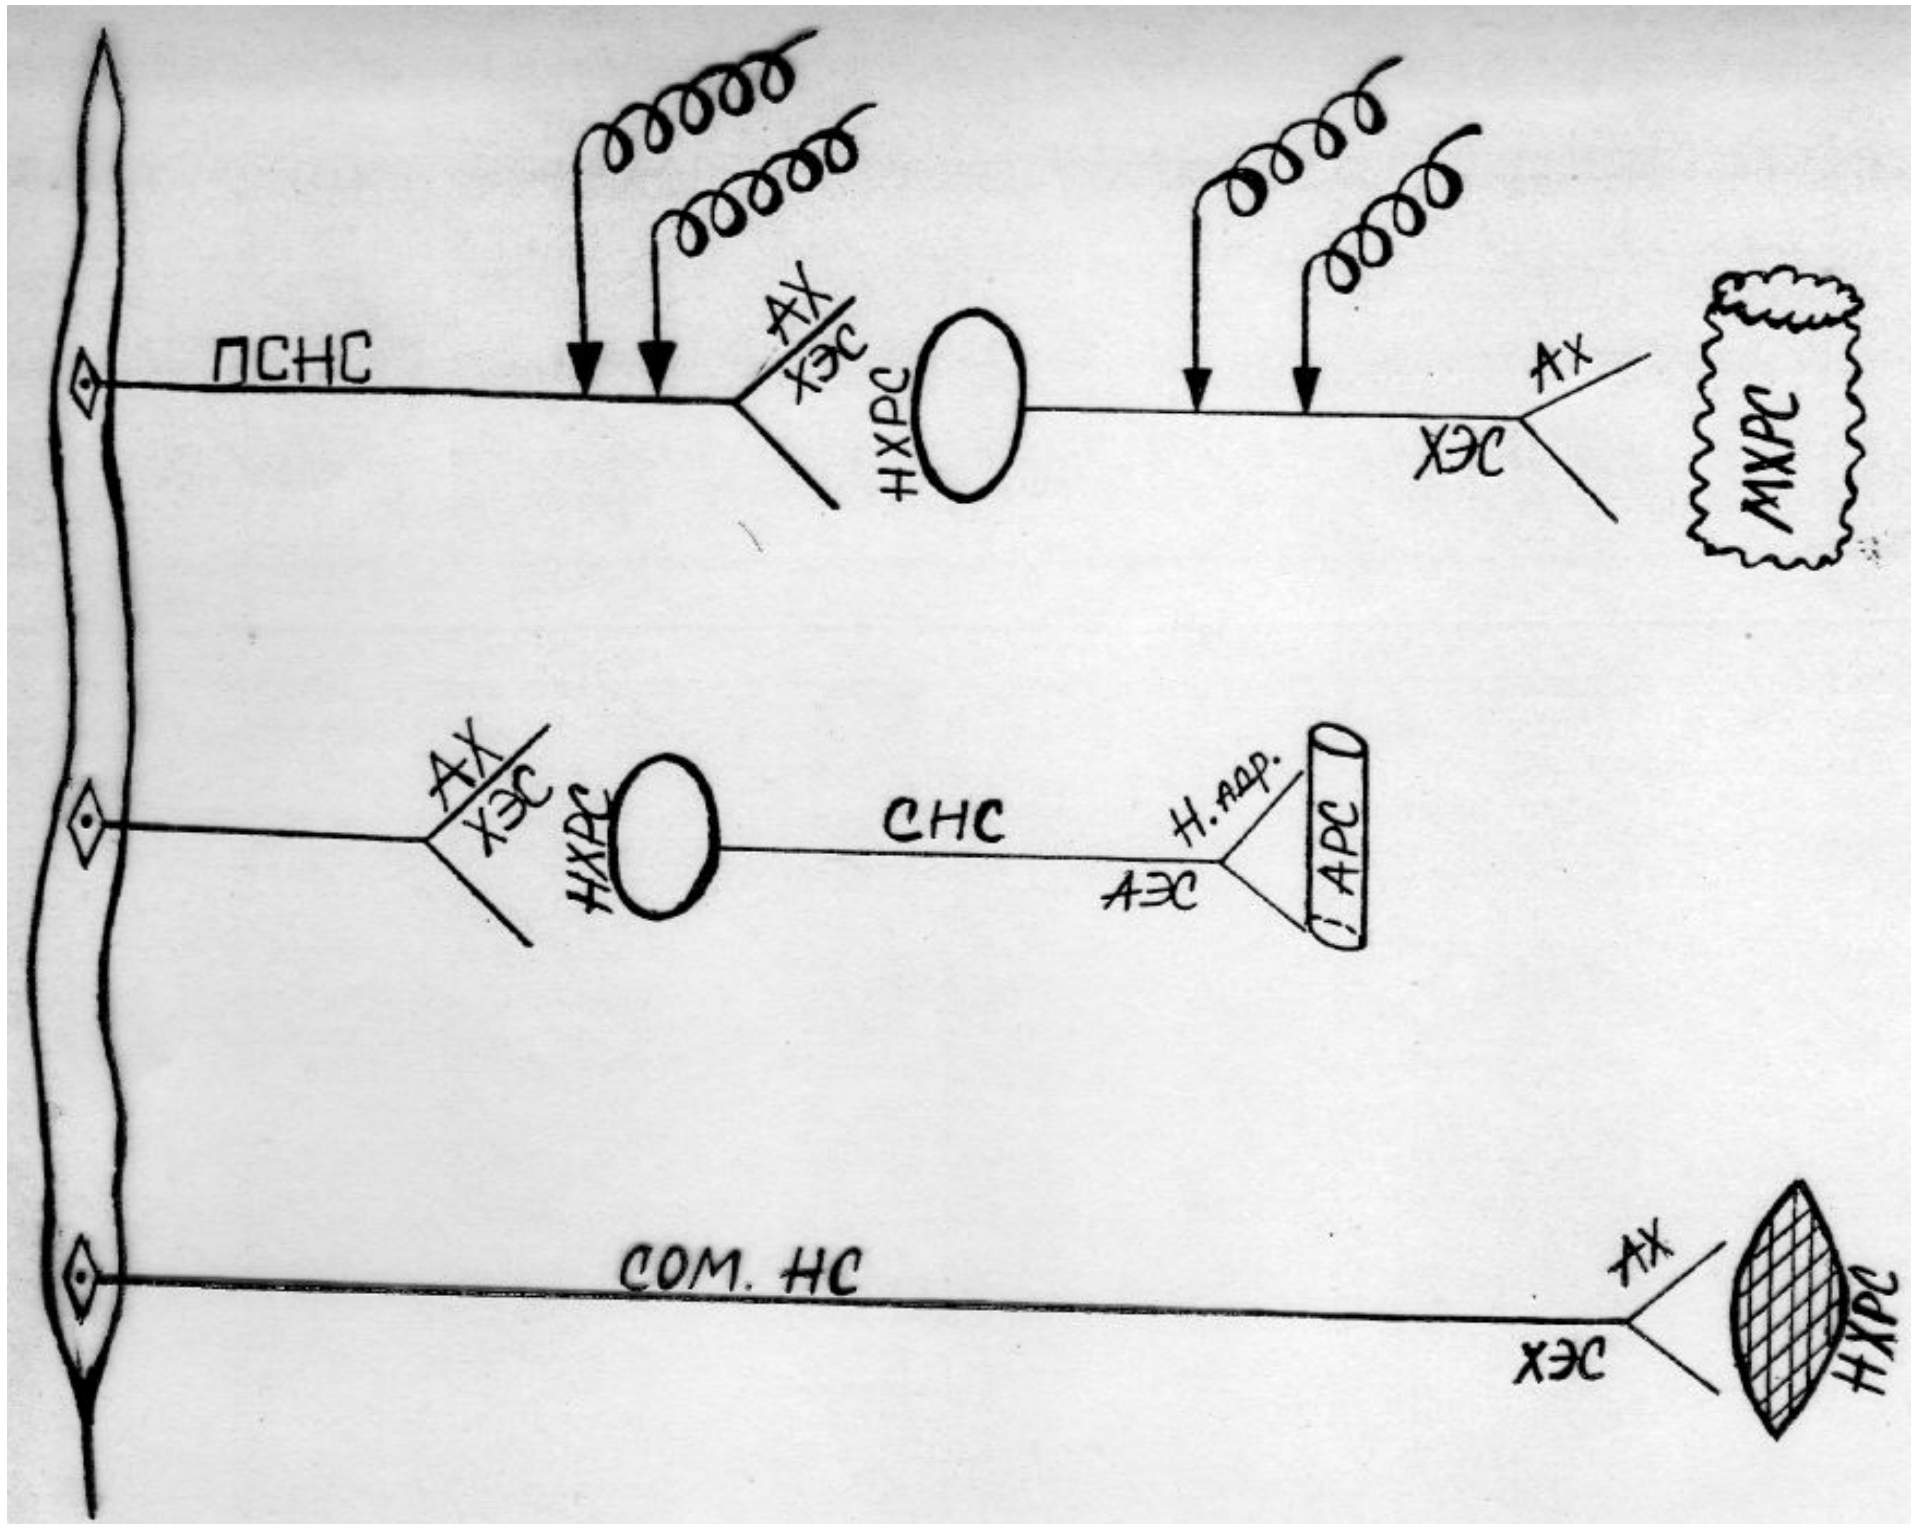 ПСНС
АХ
ХЭС
НХРС
АХ
ХЭС
МХРС
АХ
ХЭС
НХРС
СНС
Н. АДР.
АЭС
АРС
СОМ. НС
АХ
ХЭС
НХРС